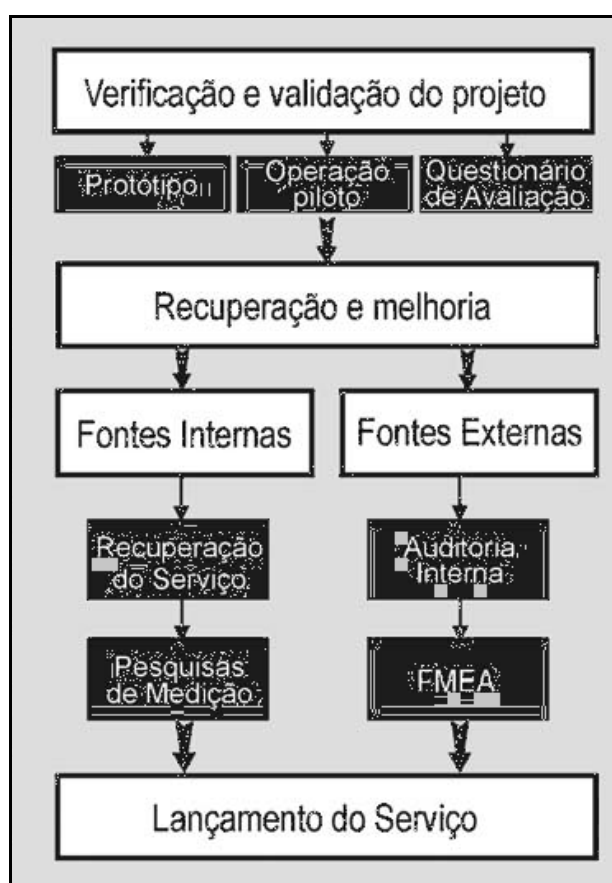 Verificação e validação do projeto
Protótipo
Operação
piloto
Questionário
de Avaliação
Recuperação e melhoria
Fontes Internas
Fontes Externas
Recuperação
do Serviço
Auditoria
Interna
Pesquisas
de Medição
FMEA
Lançamento do Serviço